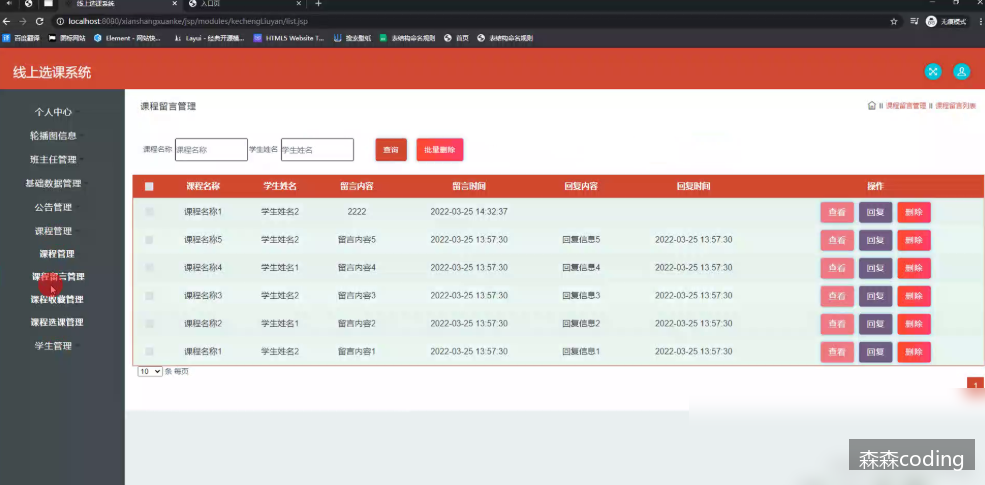 线上选课系统
入口页
localhost:8080/xianshangxuanke/jsp/modules/kechengLiuyan/list.jsp
无痕模式
百度翻译 图标网站 Element - 网站快... Layui - 经典开源模... HTML5 Website T... 搜金壁纸 表结构命名规则 首页 表结构命名规则
线上选课系统
个人中心
轮播图信息
班主任管理
基础数据管理
公告管理
课程管理
课程管理
课程留言管理
课程收藏管理
课程选课管理
学生管理
课程留言管理
课程留言管理 课程留言列表
课程名称 课程名称 学生姓名 学生姓名 查询 批量删除
课程名称 学生姓名 留言内容 留言时间 回复内容 回复时间 操作
课程名称1 学生姓名2 2222 2022-03-25 14:32:37 查看 回复 删除
课程名称5 学生姓名2 留言内容5 2022-03-25 13:57:30 回复信息5 2022-03-25 13:57:30 查看 回复 删除
课程名称4 学生姓名1 留言内容4 2022-03-25 13:57:30 回复信息4 2022-03-25 13:57:30 查看 回复 删除
课程名称3 学生姓名2 留言内容3 2022-03-25 13:57:30 回复信息3 2022-03-25 13:57:30 查看 回复 删除
课程名称2 学生姓名1 留言内容2 2022-03-25 13:57:30 回复信息2 2022-03-25 13:57:30 查看 回复 删除
课程名称1 学生姓名2 留言内容1 2022-03-25 13:57:30 回复信息1 2022-03-25 13:57:30 查看 回复 删除
10 条 每页
1
森森coding